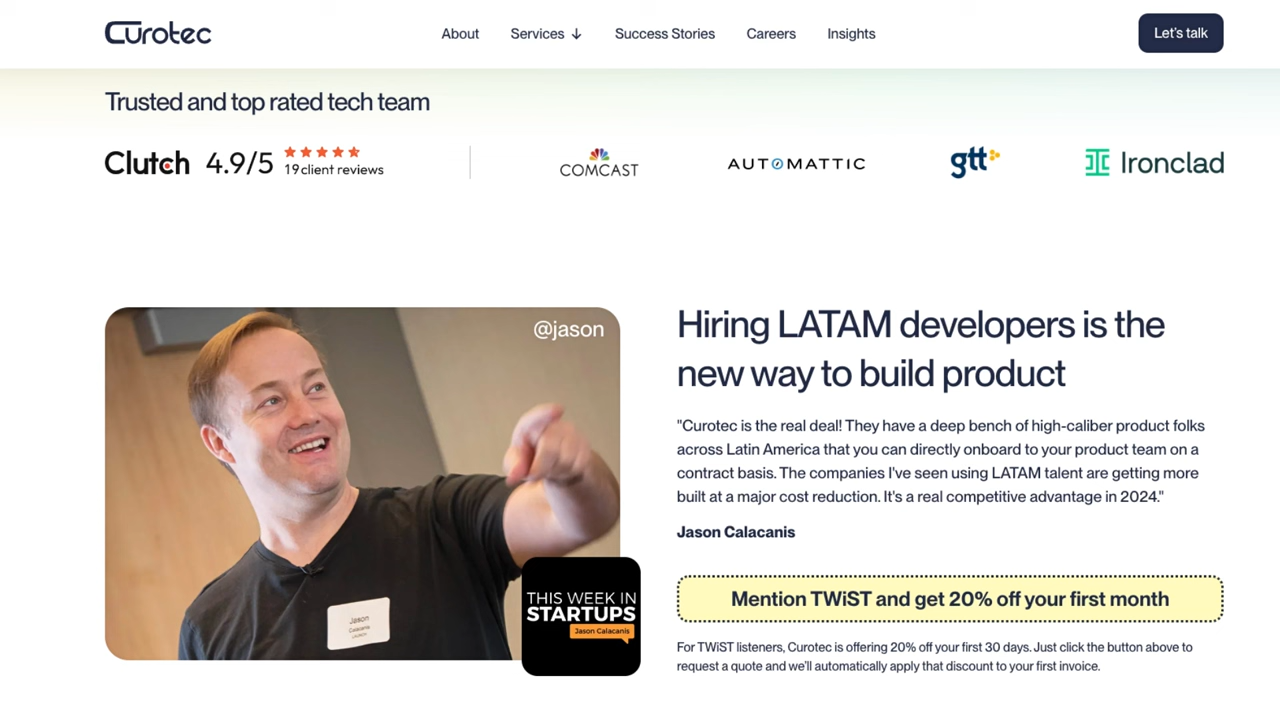 Curotec
About
Services ↓
Success Stories
Careers
Insights
Let's talk
Trusted and top rated tech team
Clutch 4.9/5
19 client reviews
COMCAST
AUTOMATTIC
gtt
Ironclad
@jason
Jason
Calacanis
LAUNCH
THIS WEEK IN
STARTUPS
Jason Calacanis
Hiring LATAM developers is the
new way to build product
"Curotec is the real deal! They have a deep bench of high-caliber product folks
across Latin America that you can directly onboard to your product team on a
contract basis. The companies I've seen using LATAM talent are getting more
built at a major cost reduction. It's a real competitive advantage in 2024."
Jason Calacanis
Mention TWiST and get 20% off your first month
For TWiST listeners, Curotec is offering 20% off your first 30 days. Just click the button above to
request a quote and we'll automatically apply that discount to your first invoice.